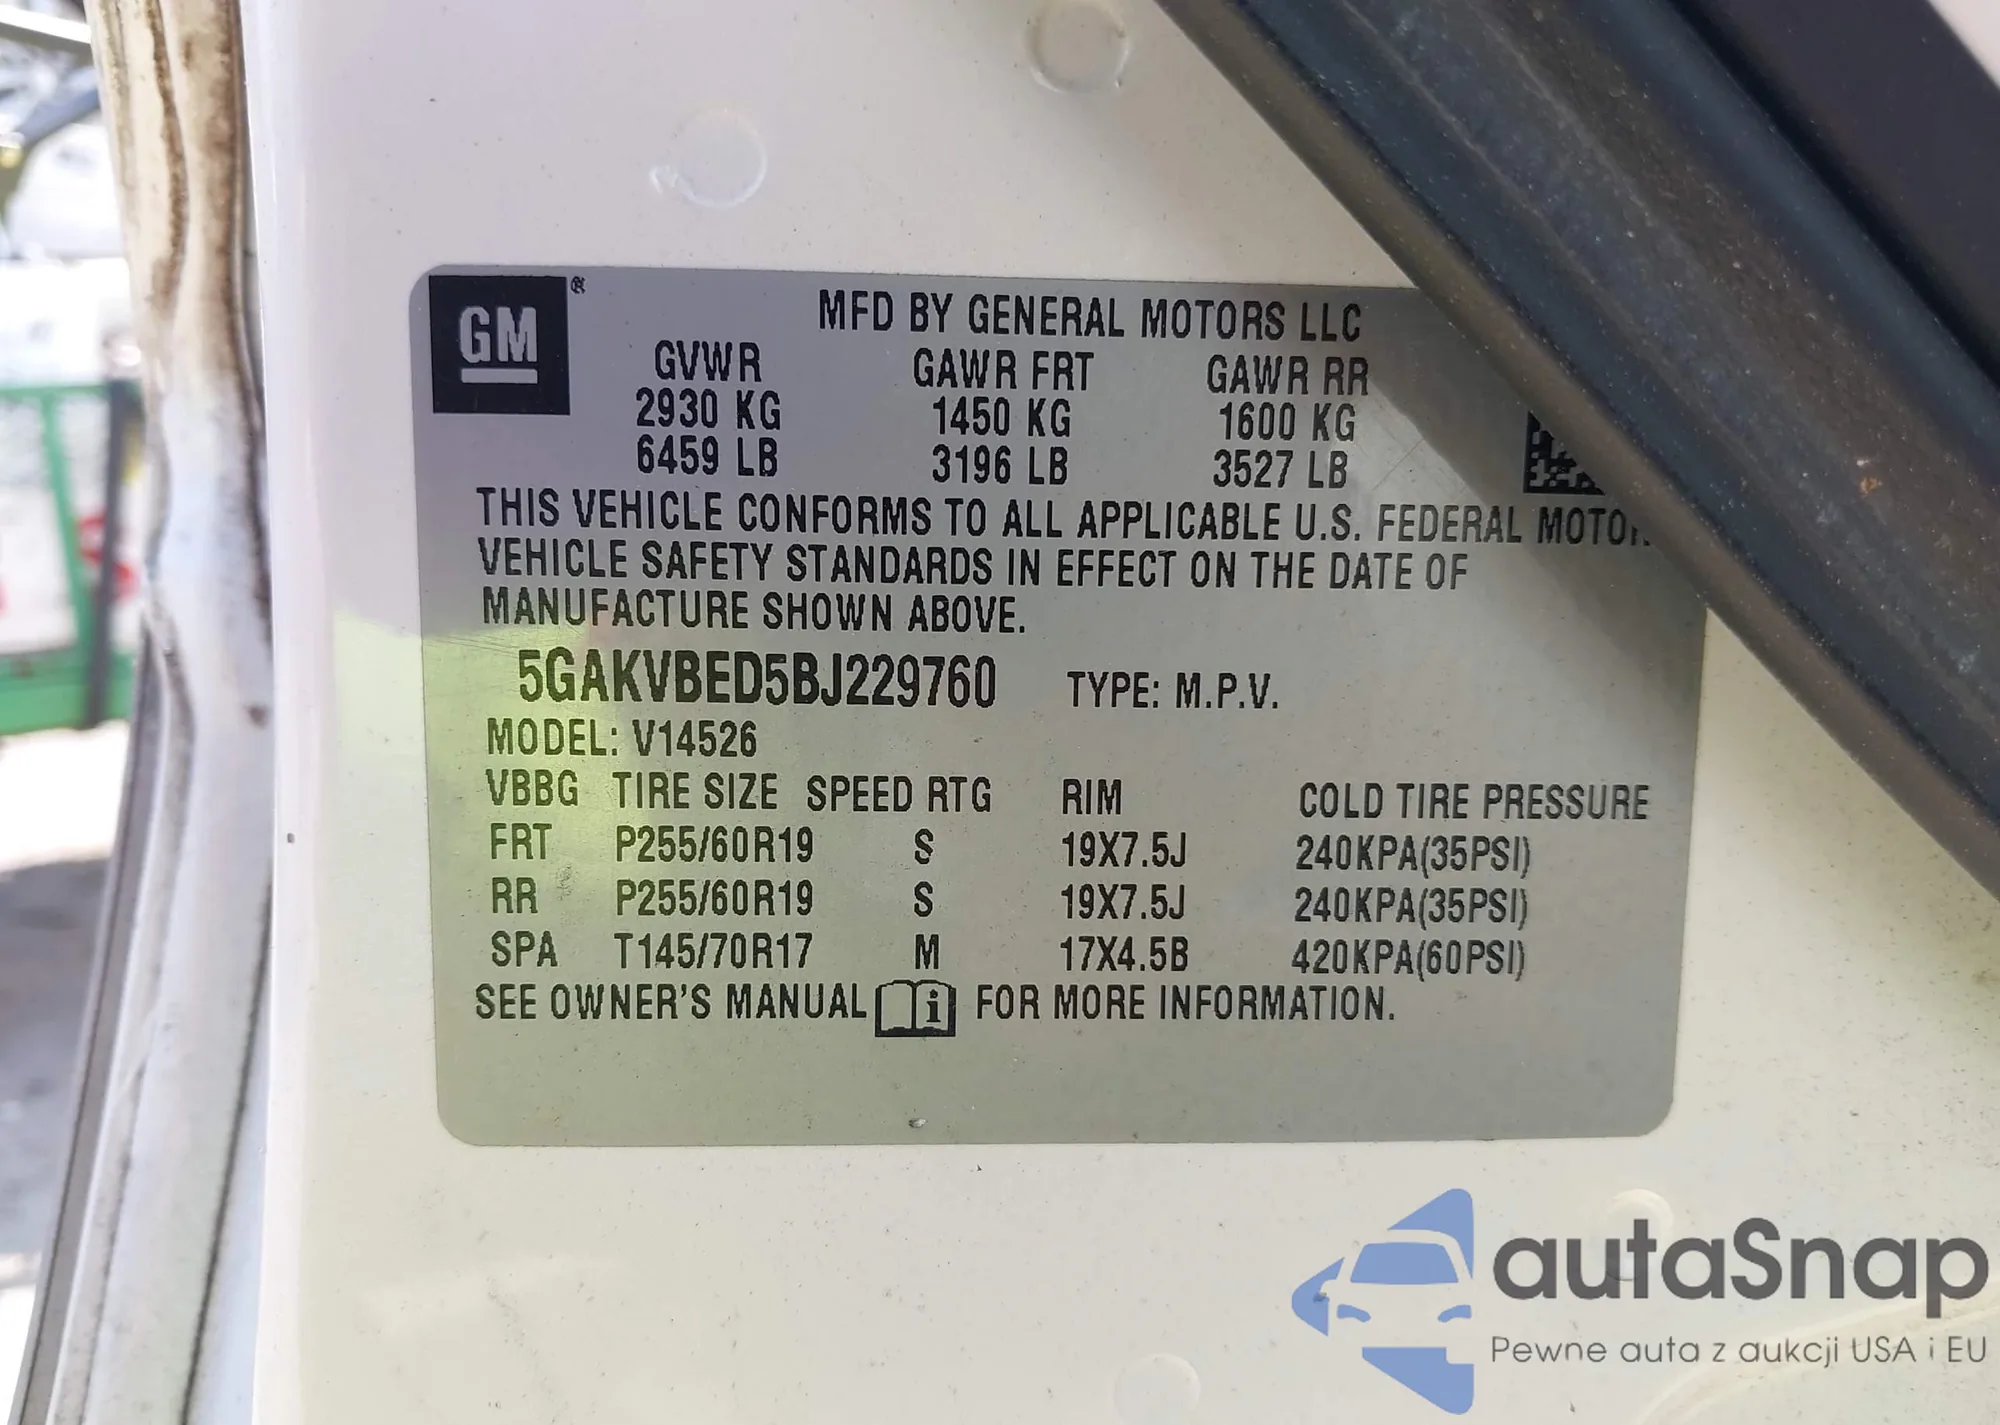 GM®
MFD BY GENERAL MOTORS LLC
GVWR GAWR FRT GAWR RR
2930 KG 1450 KG 1600 KG
6459 LB 3196 LB 3527 LB
THIS VEHICLE CONFORMS TO ALL APPLICABLE U.S. FEDERAL MOTOR
VEHICLE SAFETY STANDARDS IN EFFECT ON THE DATE OF
MANUFACTURE SHOWN ABOVE.
5GAKVBED5BJ229760 TYPE: M.P.V.
MODEL: V14526
VBBG TIRE SIZE SPEED RTG RIM COLD TIRE PRESSURE
FRT P255/60R19 S 19X7.5J 240KPA(35PSI)
RR P255/60R19 S 19X7.5J 240KPA(35PSI)
SPA T145/70R17 M 17X4.5B 420KPA(60PSI)
SEE OWNER'S MANUAL i FOR MORE INFORMATION.
autaSnap
Pewne auta z aukcji USA i EU